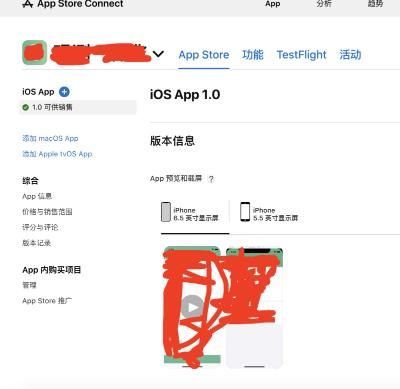 App Store Connect App 分析 趋势
App Store 功能 TestFlight 活动
iOS App
1.0 可供销售
添加 macOS App
添加 Apple tvOS App
综合
App 信息
价格与销售范围
评分与评论
版本记录
App 内购买项目
管理
App Store 推广
iOS App 1.0
版本信息
App 预览和截屏 ?
iPhone
6.5 英寸显示屏
iPhone
5.5 英寸显示屏